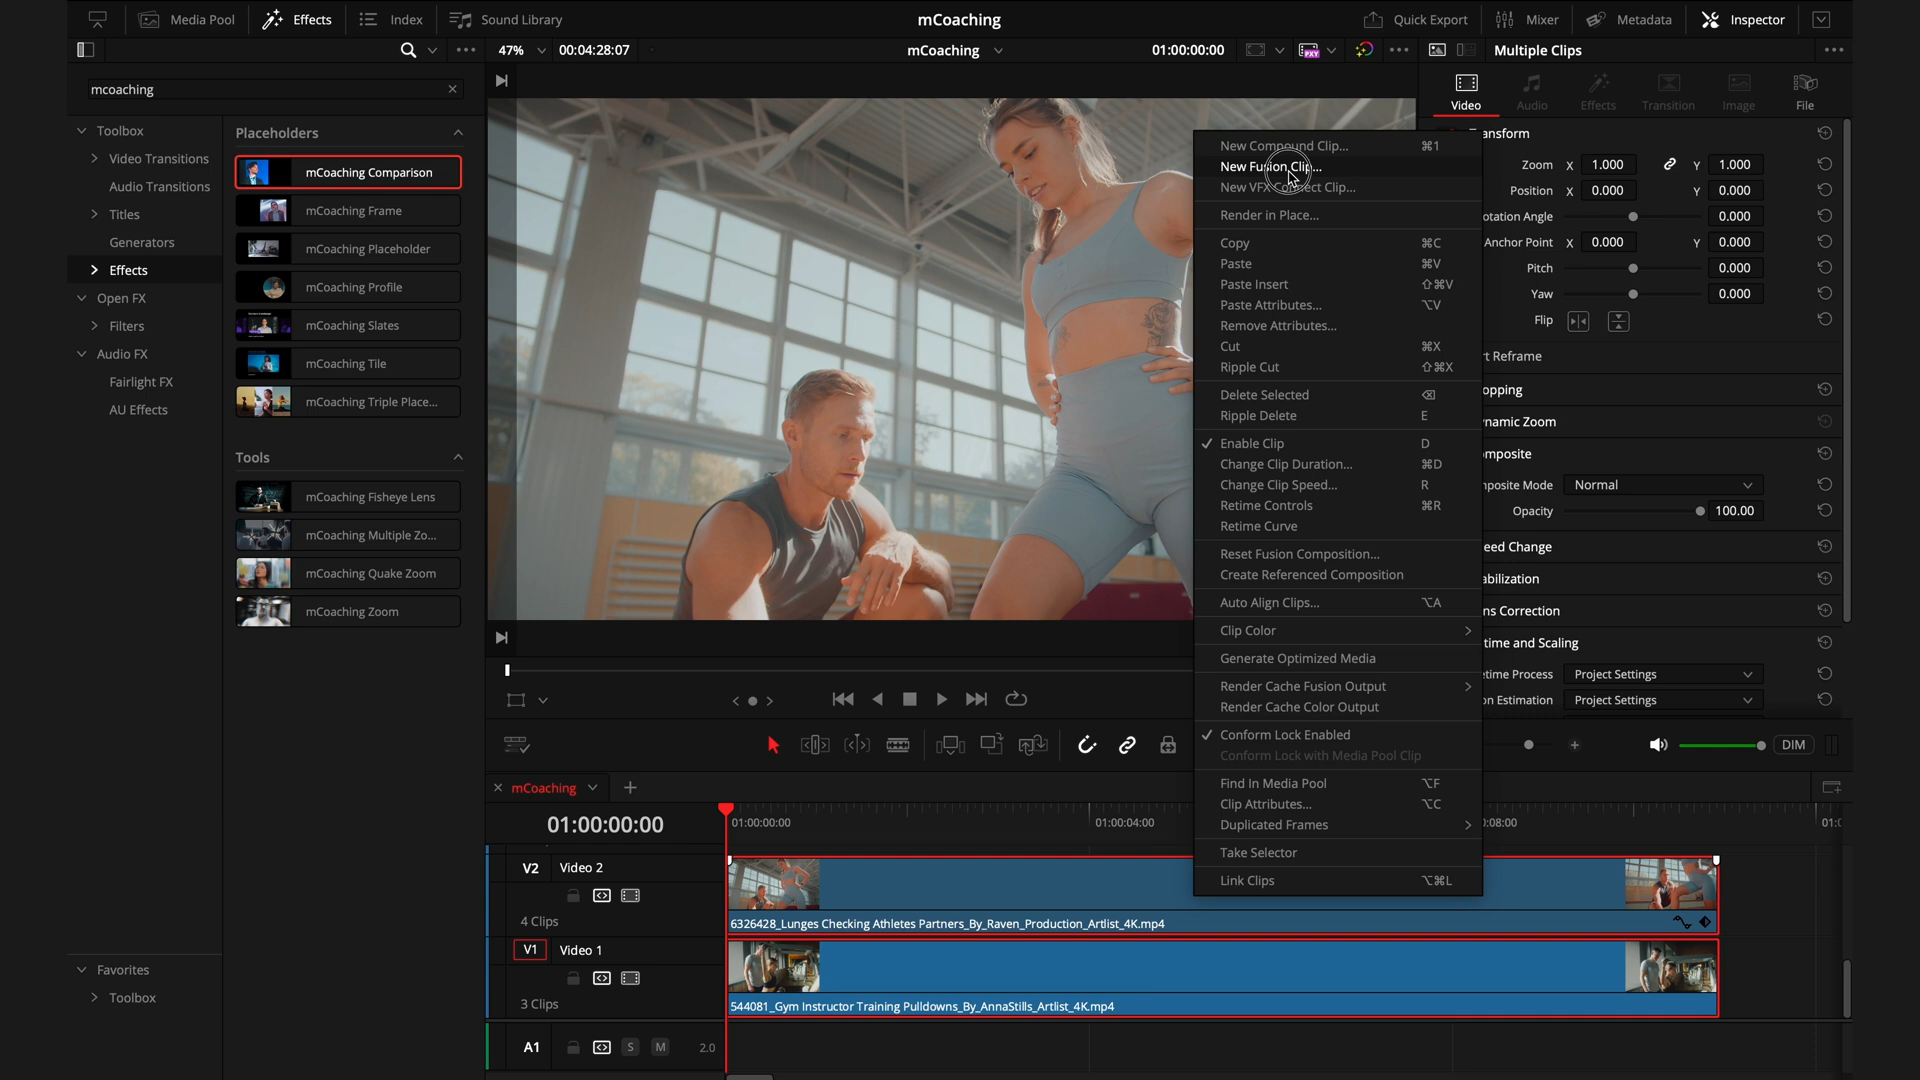 Media Pool
Effects
Index
Sound Library
mCoaching
Quick Export
Mixer
Metadata
Inspector
47%
00:04:28:07
mCoaching
01:00:00:00
PXY
Multiple Clips
mcoaching
Video
Audio
Effects
Transition
Image
File
Toolbox
Video Transitions
Audio Transitions
Titles
Generators
Effects
Open FX
Filters
Audio FX
Fairlight FX
AU Effects
Favorites
Toolbox
Placeholders
mCoaching Comparison
mCoaching Frame
mCoaching Placeholder
mCoaching Profile
mCoaching Slates
mCoaching Tile
mCoaching Triple Place...
Tools
mCoaching Fisheye Lens
mCoaching Multiple Zo...
mCoaching Quake Zoom
mCoaching Zoom
New Compound Clip... ⌘1
New Fusion Clip...
New VFX Connect Clip...
Render in Place...
Copy ⌘C
Paste ⌘V
Paste Insert ⇧⌘V
Paste Attributes... ⌥V
Remove Attributes...
Cut ⌘X
Ripple Cut ⇧⌘X
Delete Selected ⌫
Ripple Delete E
Enable Clip D
Change Clip Duration... ⌘D
Change Clip Speed... R
Retime Controls ⌘R
Retime Curve
Reset Fusion Composition...
Create Referenced Composition
Auto Align Clips... ⌥A
Clip Color
Generate Optimized Media
Render Cache Fusion Output
Render Cache Color Output
Conform Lock Enabled
Conform Lock with Media Pool Clip
Find In Media Pool ⌥F
Clip Attributes... ⌥C
Duplicated Frames
Take Selector
Link Clips ⌥⌘L
ansform
Zoom X 1.000 Y 1.000
Position X 0.000 Y 0.000
otation Angle 0.000
Anchor Point X 0.000 Y 0.000
Pitch 0.000
Yaw 0.000
Flip
rt Reframe
opping
namic Zoom
mposite
nposite Mode Normal
Opacity 100.00
eed Change
abilization
ns Correction
time and Scaling
etime Process Project Settings
on Estimation Project Settings
DIM
mCoaching
01:00:00:00
01:00:00:00
01:00:04:00
:08:00
01:
V2 Video 2
4 Clips
6326428_Lunges Checking Athletes Partners_By_Raven_Production_Artlist_4K.mp4
V1 Video 1
3 Clips
544081_Gym Instructor Training Pulldowns_By_AnnaStills_Artlist_4K.mp4
A1 S M 2.0